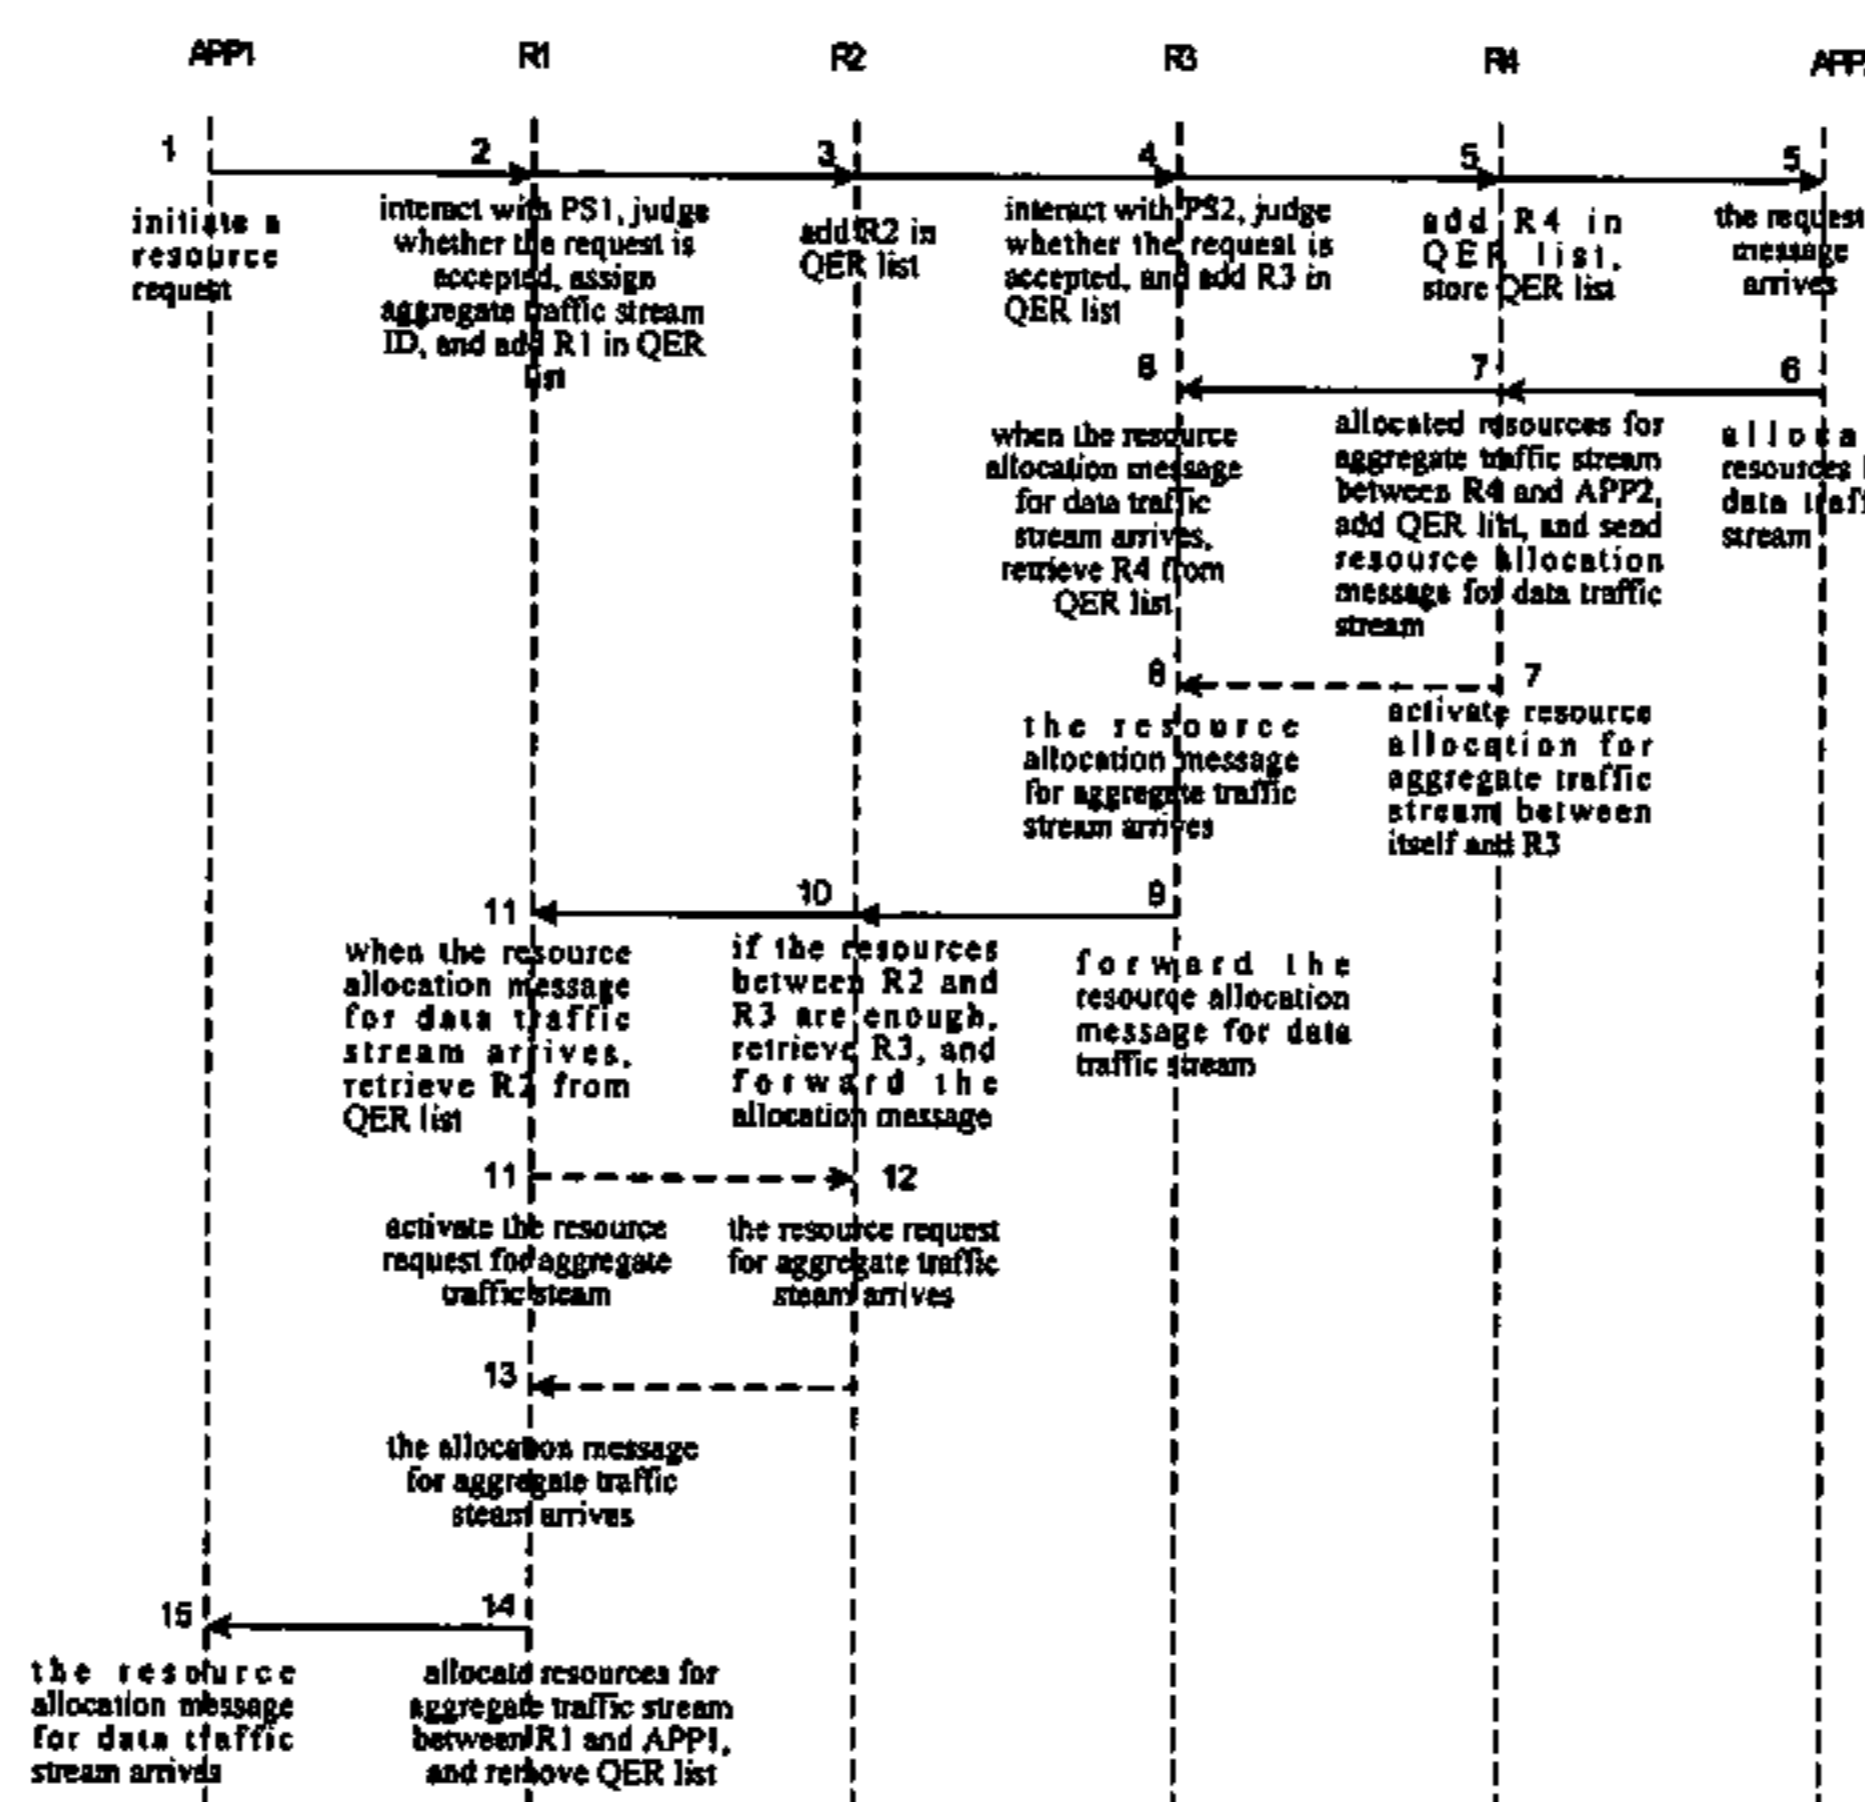 APP1 R1 R2 R3 R4 APP
1 2 3 4 5 5
initiate a
resource
request
interact with PS1, judge
whether the request is
accepted, assign
aggregate traffic stream
ID, and add R1 in QER
list
add R2 in
QER list
interact with PS2, judge
whether the request is
accepted, and add R3 in
QER list
add R4 in
QER list,
store QER list
the request
message
arrives
8 7 6
when the resource
allocation message
for data traffic
stream arrives,
retrieve R4 from
QER list
allocated resources for
aggregate traffic stream
between R4 and APP2,
add QER list, and send
resource allocation
message for data traffic
stream
alloca
resources
data traff
stream
8 7
the resource
allocation message
for aggregate traffic
stream arrives
activate resource
allocation for
aggregate traffic
stream between
itself and R3
11 10 9
when the resource
allocation message
for data traffic
stream arrives,
retrieve R2 from
QER list
if the resources
between R2 and
R3 are enough,
retrieve R3, and
forward the
allocation message
forward the
resource allocation
message for data
traffic stream
11 12
activate the resource
request for aggregate
traffic steam
the resource request
for aggregate traffic
steam arrives
13
the allocation message
for aggregate traffic
steam arrives
15 14
the resource
allocation message
for data traffic
stream arrives
allocate resources for
aggregate traffic stream
between R1 and APP1,
and remove QER list